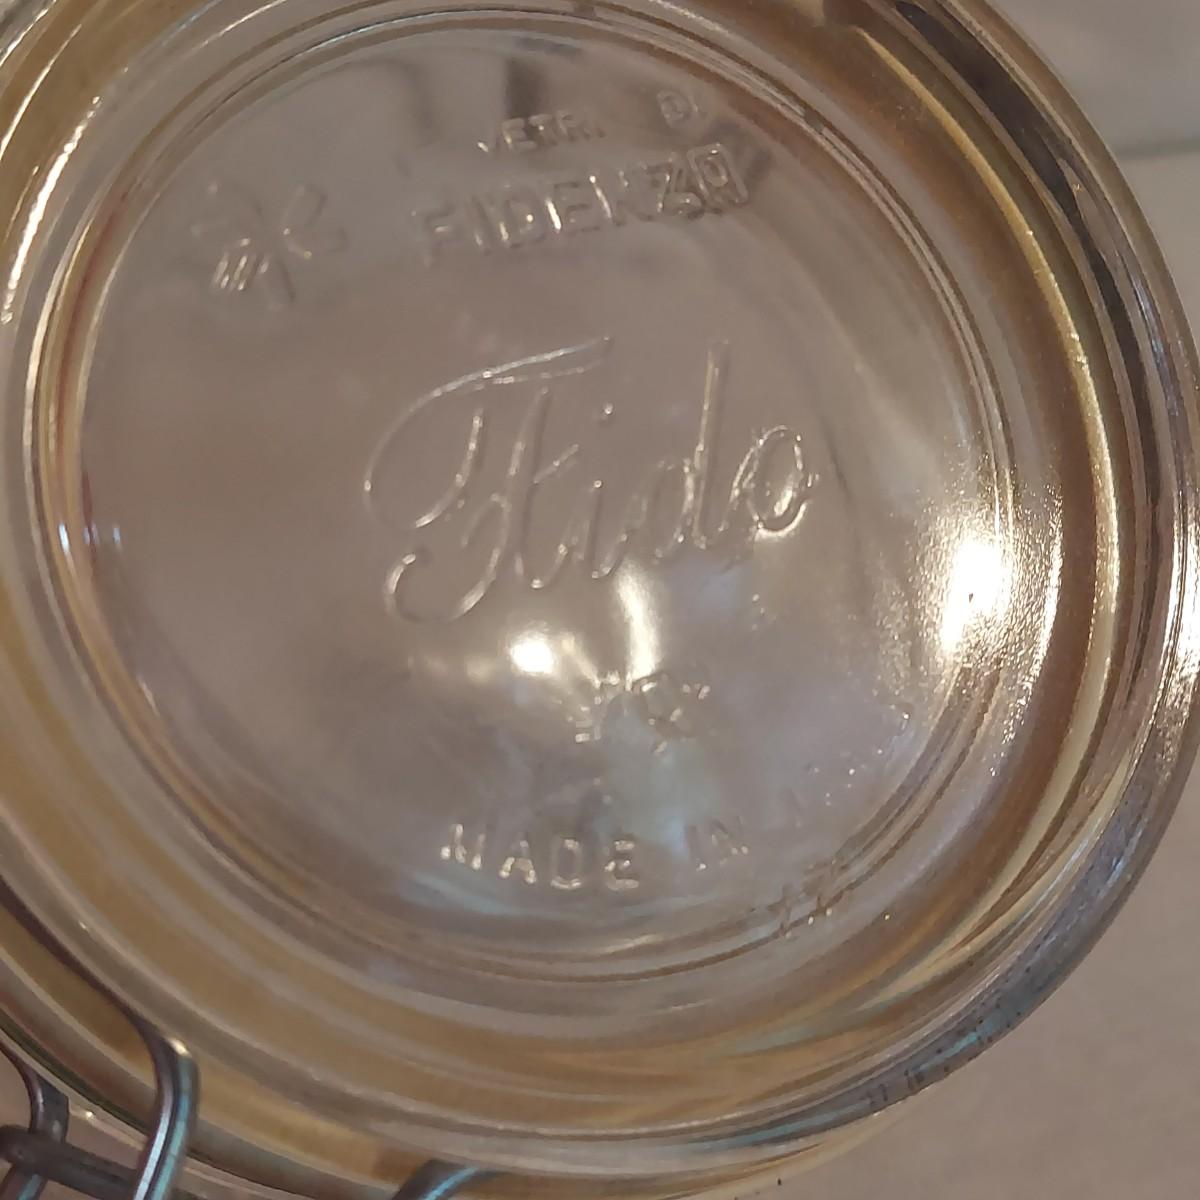 VETRI DI
FIDENZA
Fido
MADE IN